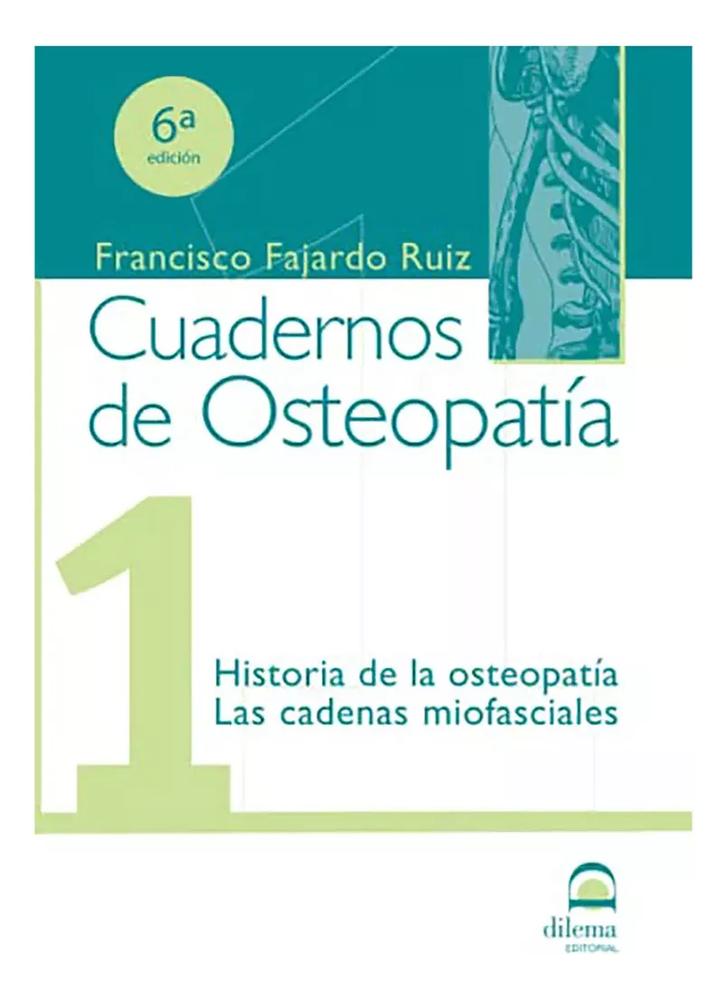 6ª
edición
Francisco Fajardo Ruiz
Cuadernos
de Osteopatía
1
Historia de la osteopatía
Las cadenas miofasciales
dilema
EDITORIAL